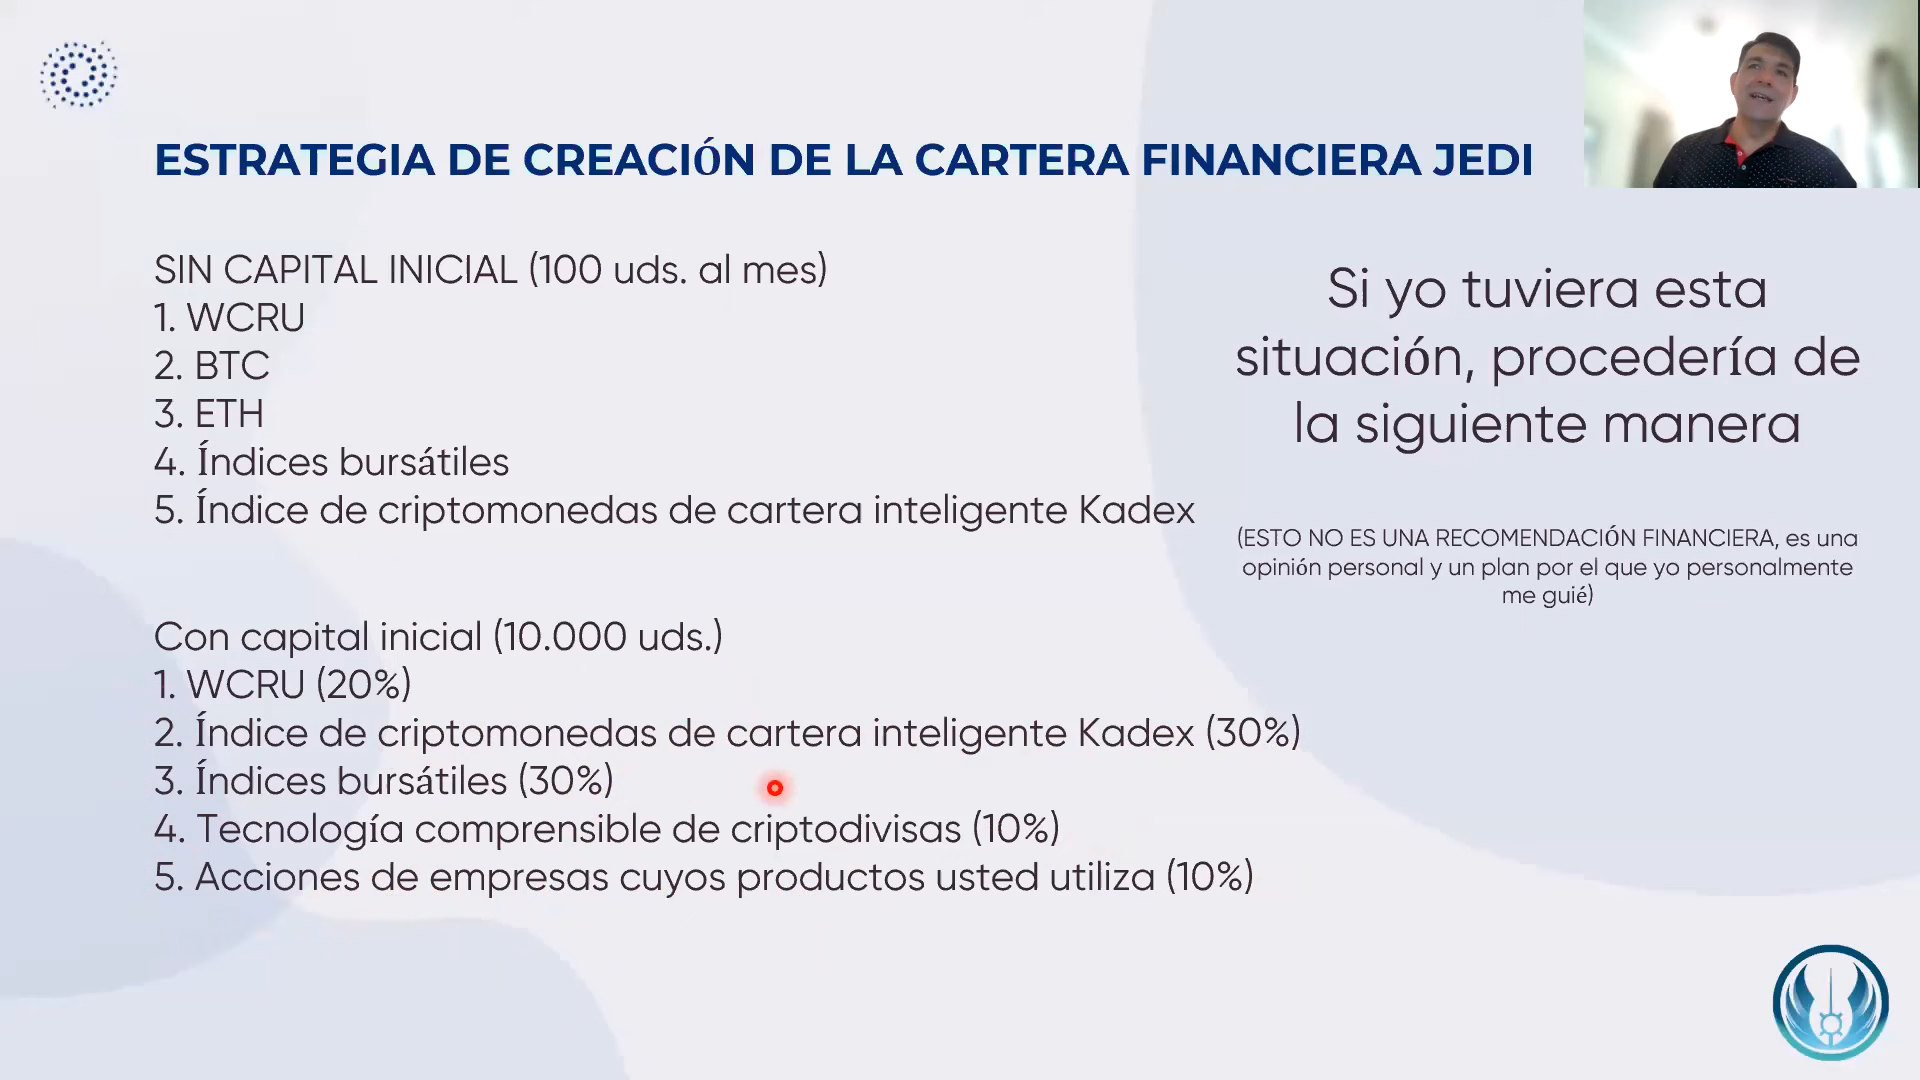 ESTRATEGIA DE CREACIÓN DE LA CARTERA FINANCIERA JEDI
SIN CAPITAL INICIAL (100 uds. al mes)
1. WCRU
2. BTC
3. ETH
4. Índices bursátiles
5. Índice de criptomonedas de cartera inteligente Kadex
Con capital inicial (10.000 uds.)
1. WCRU (20%)
2. Índice de criptomonedas de cartera inteligente Kadex (30%)
3. Índices bursátiles (30%)
4. Tecnología comprensible de criptodivisas (10%)
5. Acciones de empresas cuyos productos usted utiliza (10%)
Si yo tuviera esta
situación, procedería de
la siguiente manera
(ESTO NO ES UNA RECOMENDACIÓN FINANCIERA, es una
opinión personal y un plan por el que yo personalmente
me guié)